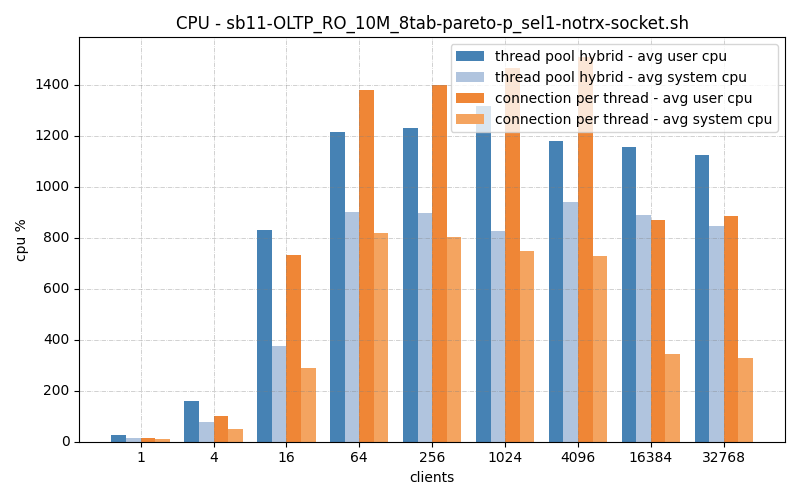 CPU - sb11-OLTP_RO_10M_8tab-pareto-p_sel1-notrx-socket.sh
thread pool hybrid - avg user cpu
thread pool hybrid - avg system cpu
connection per thread - avg user cpu
connection per thread - avg system cpu
cpu %
1400
1200
1000
800
600
400
200
0
1 4 16 64 256 1024 4096 16384 32768
clients